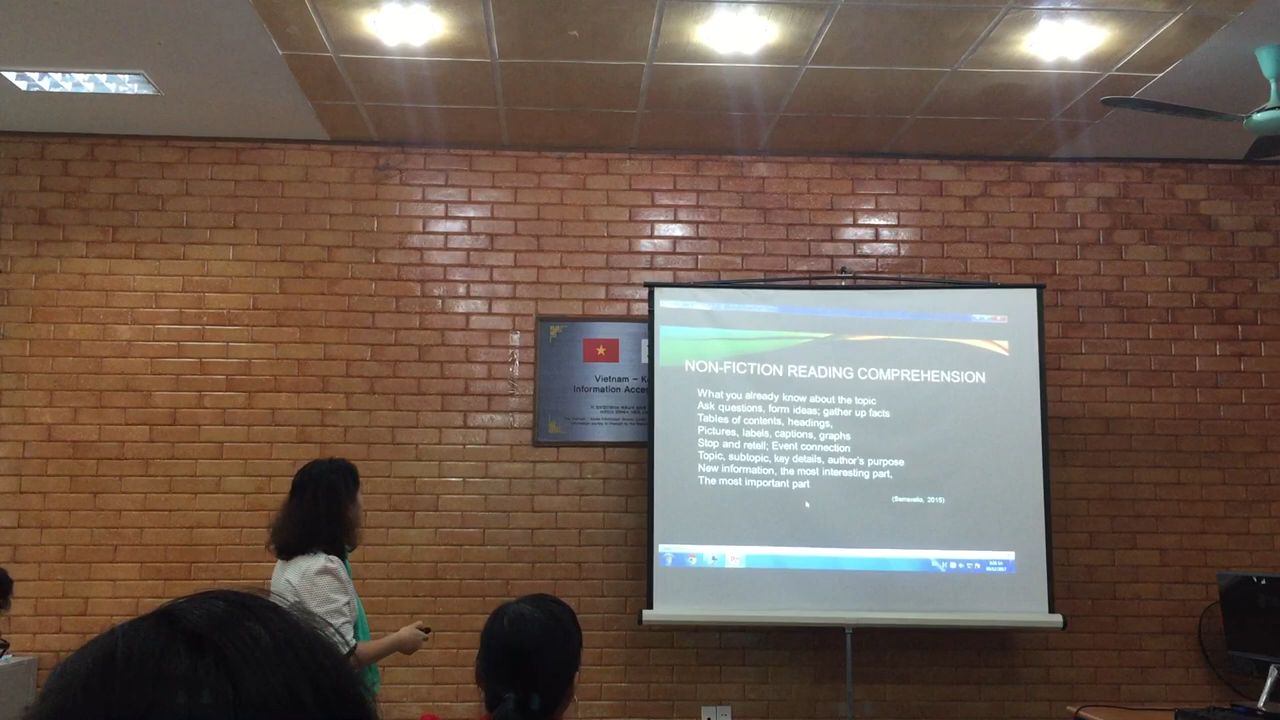 Vietnam - K
Information Acce
NON-FICTION READING COMPREHENSION
What you already know about the topic
Ask questions, form ideas; gather up facts
Tables of contents, headings,
Pictures, labels, captions, graphs
Stop and retell; Event connection
Topic, subtopic, key details, author's purpose
New information, the most interesting part,
The most important part
(Serravello, 2015)